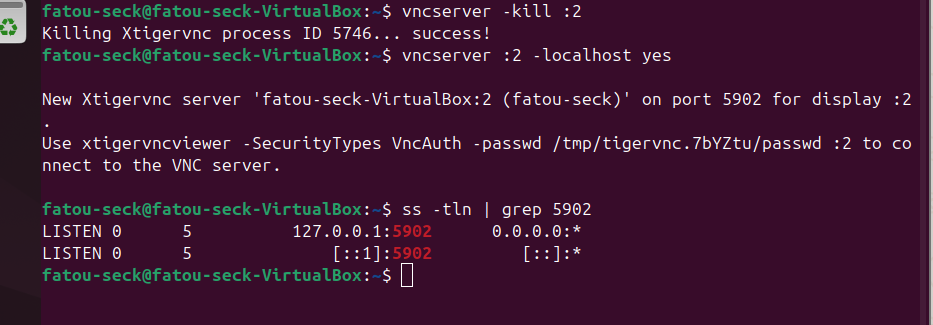 fatou-seck@fatou-seck-VirtualBox:~$ vncserver -kill :2
Killing Xtigervnc process ID 5746... success!
fatou-seck@fatou-seck-VirtualBox:~$ vncserver :2 -localhost yes
New Xtigervnc server 'fatou-seck-VirtualBox:2 (fatou-seck)' on port 5902 for display :2
.
Use xtigervncviewer -SecurityTypes VncAuth -passwd /tmp/tigervnc.7bYZtu/passwd :2 to co
nnect to the VNC server.
fatou-seck@fatou-seck-VirtualBox:~$ ss -tln | grep 5902
LISTEN 0      5          127.0.0.1:5902      0.0.0.0:*
LISTEN 0      5              [::1]:5902         [::]:*
fatou-seck@fatou-seck-VirtualBox:~$